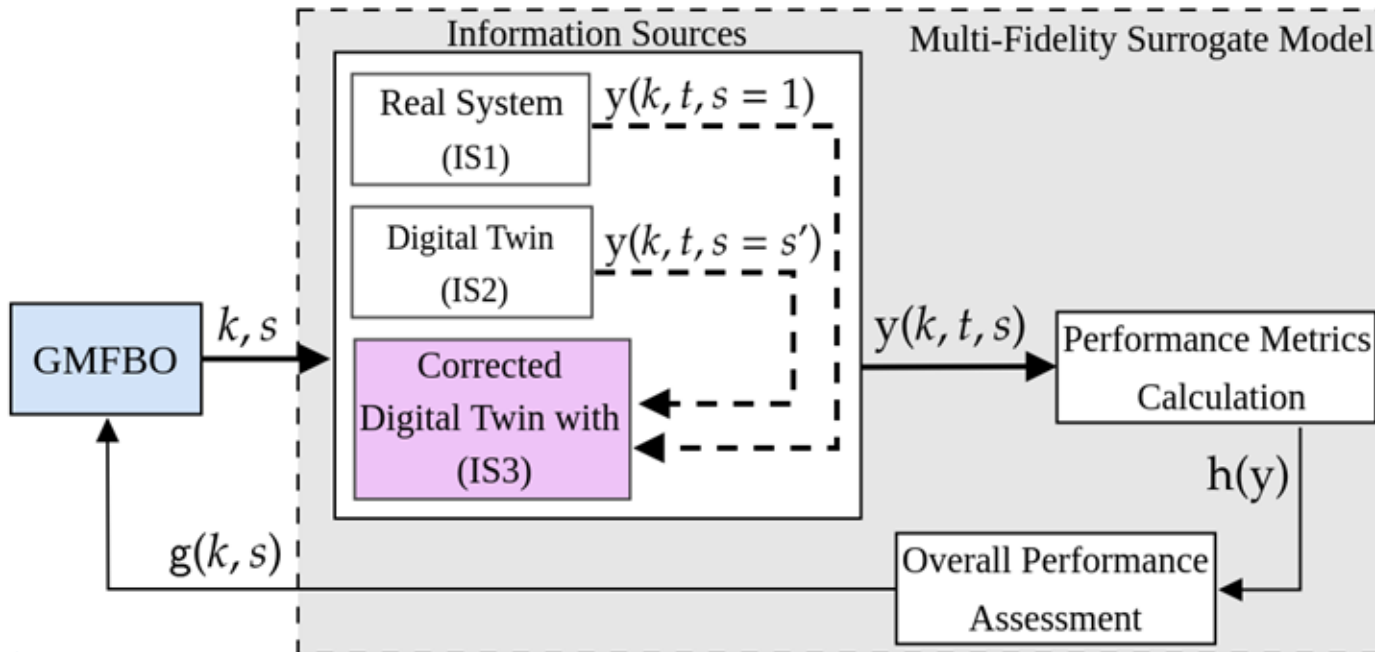 Information Sources
Multi-Fidelity Surrogate Model
Real System
(IS1)
y(k, t, s = 1)
Digital Twin
(IS2)
y(k, t, s = s′)
Corrected
Digital Twin with
(IS3)
GMFBO
k, s
y(k, t, s)
Performance Metrics
Calculation
h(y)
Overall Performance
Assessment
g(k, s)